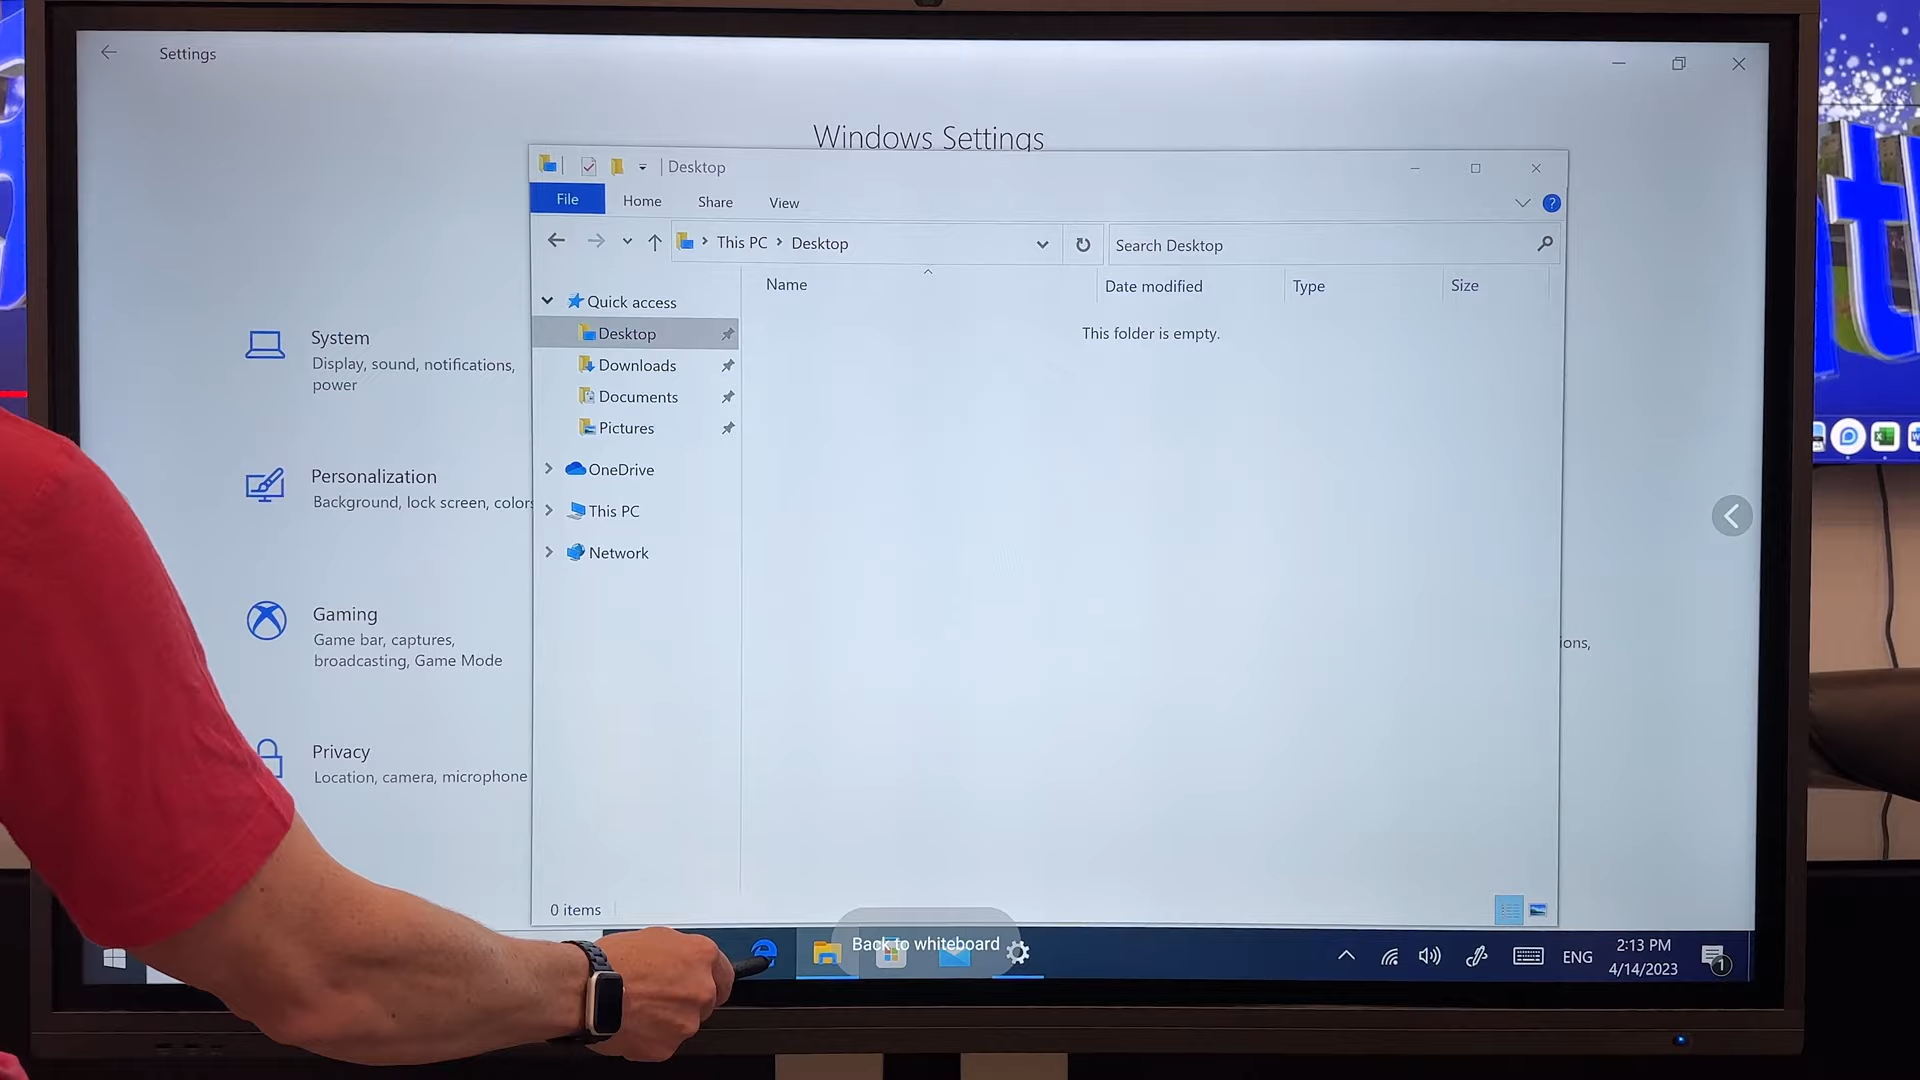 Settings
Windows Settings
Desktop
File
Home
Share
View
This PC
Desktop
Search Desktop
Name
Date modified
Type
Size
This folder is empty.
Quick access
Desktop
Downloads
Documents
Pictures
OneDrive
This PC
Network
System
Display, sound, notifications,
power
Personalization
Background, lock screen, colors
Gaming
Game bar, captures,
broadcasting, Game Mode
Privacy
Location, camera, microphone
ions,
0 items
Back to whiteboard
ENG
2:13 PM
4/14/2023
1